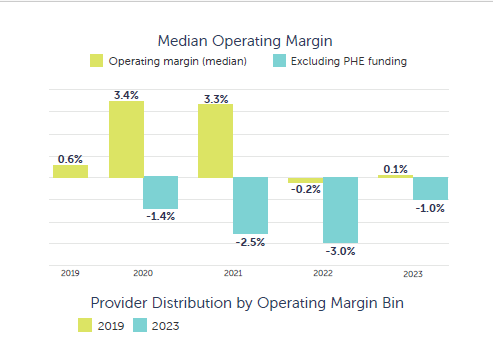 Median Operating Margin
Operating margin (median) Excluding PHE funding
3.4%
3.3%
0.6%
0.1%
-0.2%
-1.4%
-1.0%
-2.5%
-3.0%
2019 2020 2021 2022 2023
Provider Distribution by Operating Margin Bin
2019 2023